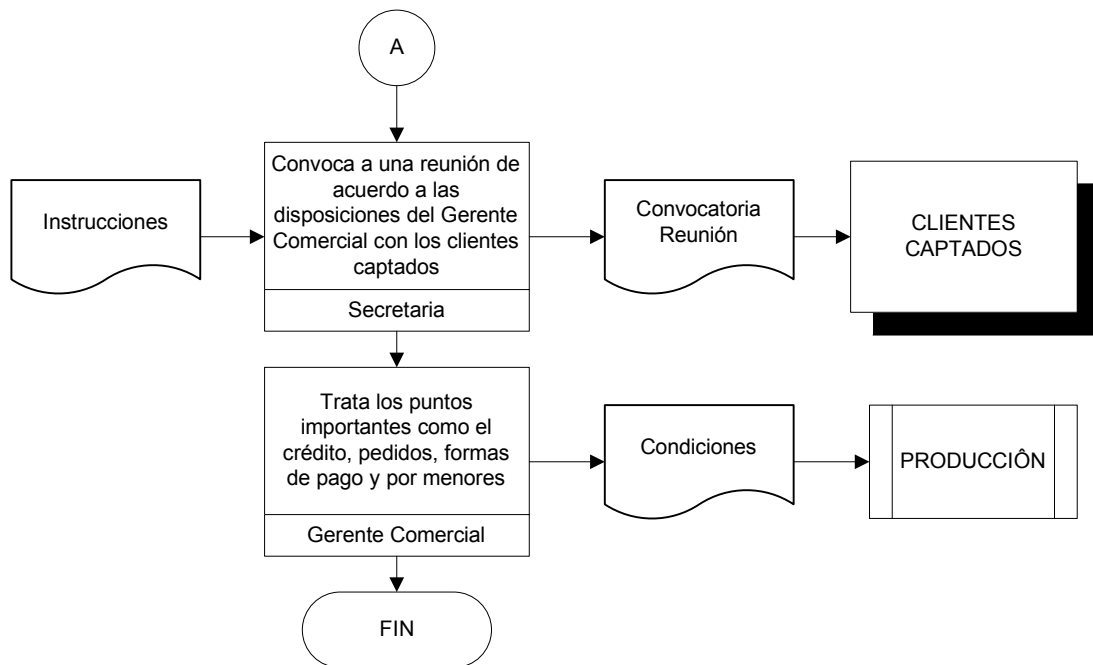 A
Instrucciones
Convoca a una reunión de
acuerdo a las
disposiciones del Gerente
Comercial con los clientes
captados
Secretaria
Convocatoria
Reunión
CLIENTES
CAPTADOS
Trata los puntos
importantes como el
crédito, pedidos, formas
de pago y por menores
Gerente Comercial
Condiciones
PRODUCCIÔN
FIN